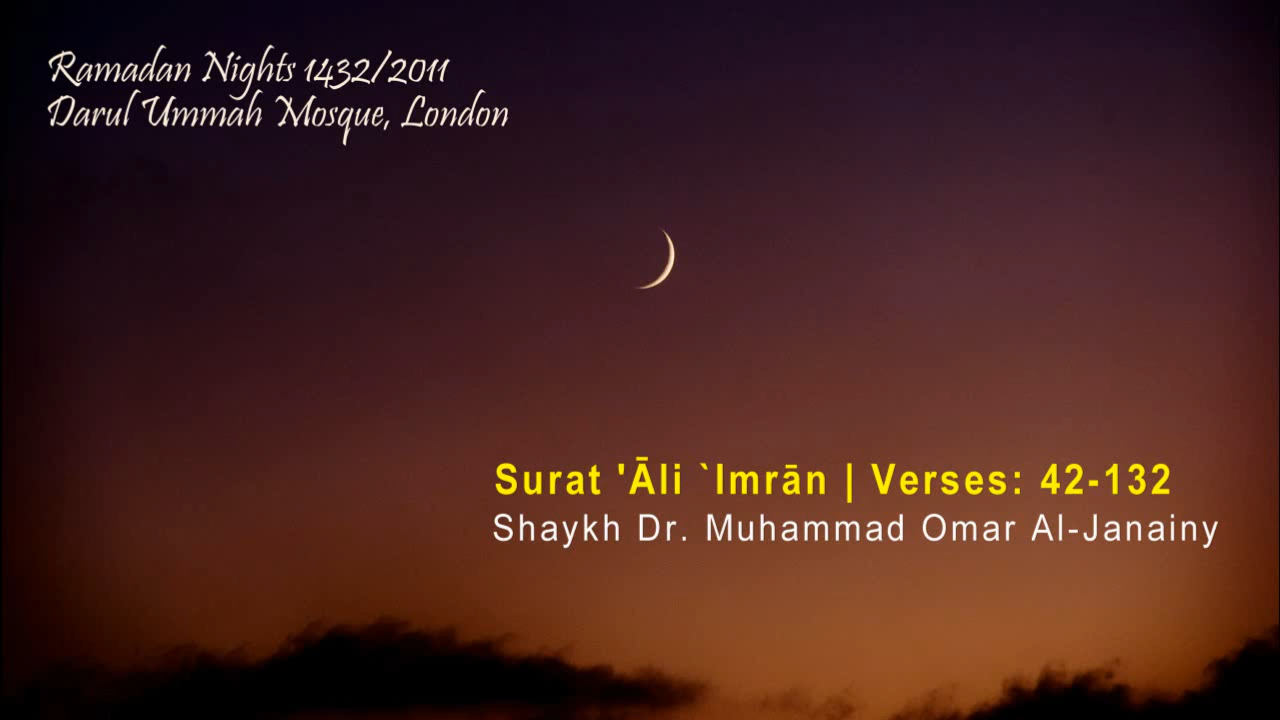 Ramadan Nights 1432/2011
Darul Ummah Mosque, London
Surat 'Āli `Imrān | Verses: 42-132
Shaykh Dr. Muhammad Omar Al-Janainy